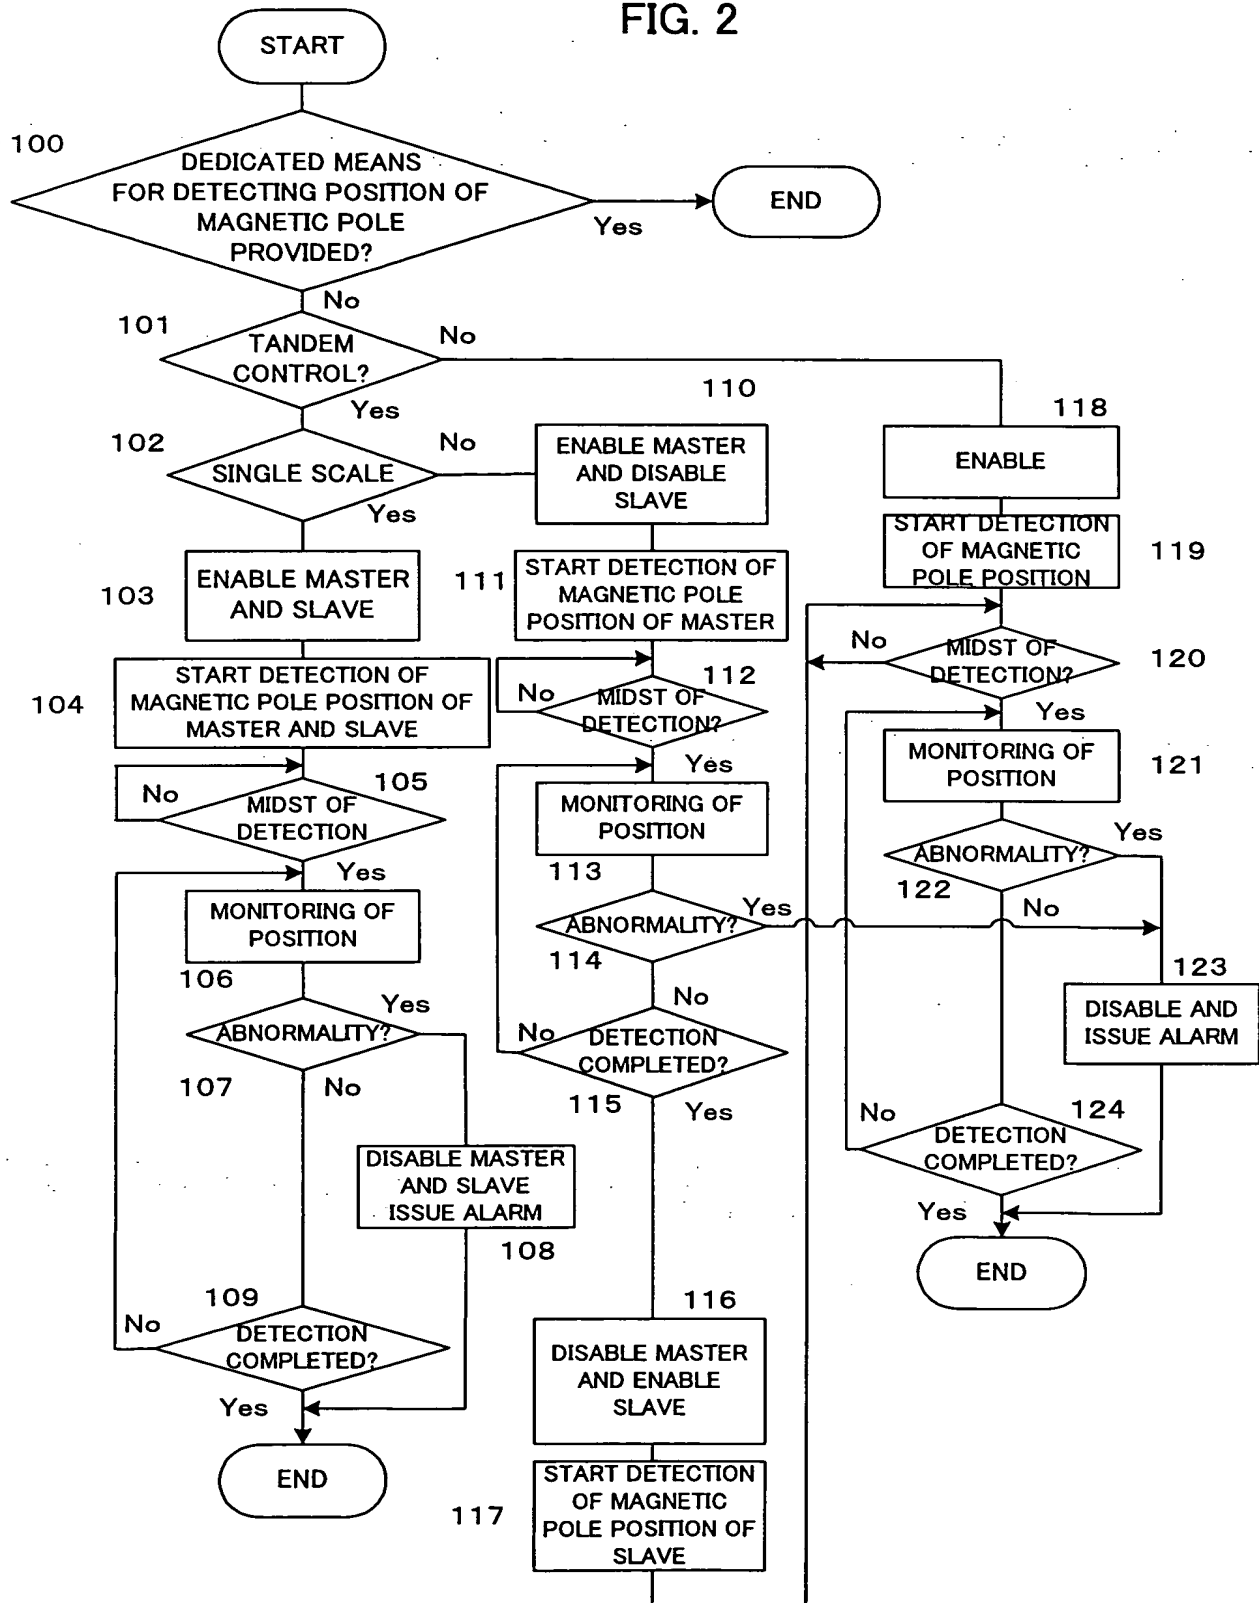 FIG. 2
START
100
DEDICATED MEANS
FOR DETECTING POSITION OF
MAGNETIC POLE
PROVIDED?
Yes
END
No
101
TANDEM
CONTROL?
No
Yes
102
SINGLE SCALE
No
Yes
103
ENABLE MASTER
AND SLAVE
104
START DETECTION OF
MAGNETIC POLE POSITION OF
MASTER AND SLAVE
105
No
MIDST OF
DETECTION
Yes
MONITORING OF
POSITION
106
Yes
ABNORMALITY?
107
No
DISABLE MASTER
AND SLAVE
ISSUE ALARM
108
109
No
DETECTION
COMPLETED?
Yes
END
110
ENABLE MASTER
AND DISABLE
SLAVE
111
START DETECTION OF
MAGNETIC POLE
POSITION OF MASTER
112
No
MIDST OF
DETECTION?
Yes
MONITORING OF
POSITION
113
Yes
ABNORMALITY?
114
No
No
DETECTION
COMPLETED?
115
Yes
116
DISABLE MASTER
AND ENABLE
SLAVE
117
START DETECTION
OF MAGNETIC
POLE POSITION OF
SLAVE
118
ENABLE
START DETECTION
OF MAGNETIC
POLE POSITION
119
No
MIDST OF
DETECTION?
120
Yes
MONITORING OF
POSITION
121
Yes
ABNORMALITY?
122
No
123
DISABLE AND
ISSUE ALARM
124
No
DETECTION
COMPLETED?
Yes
END